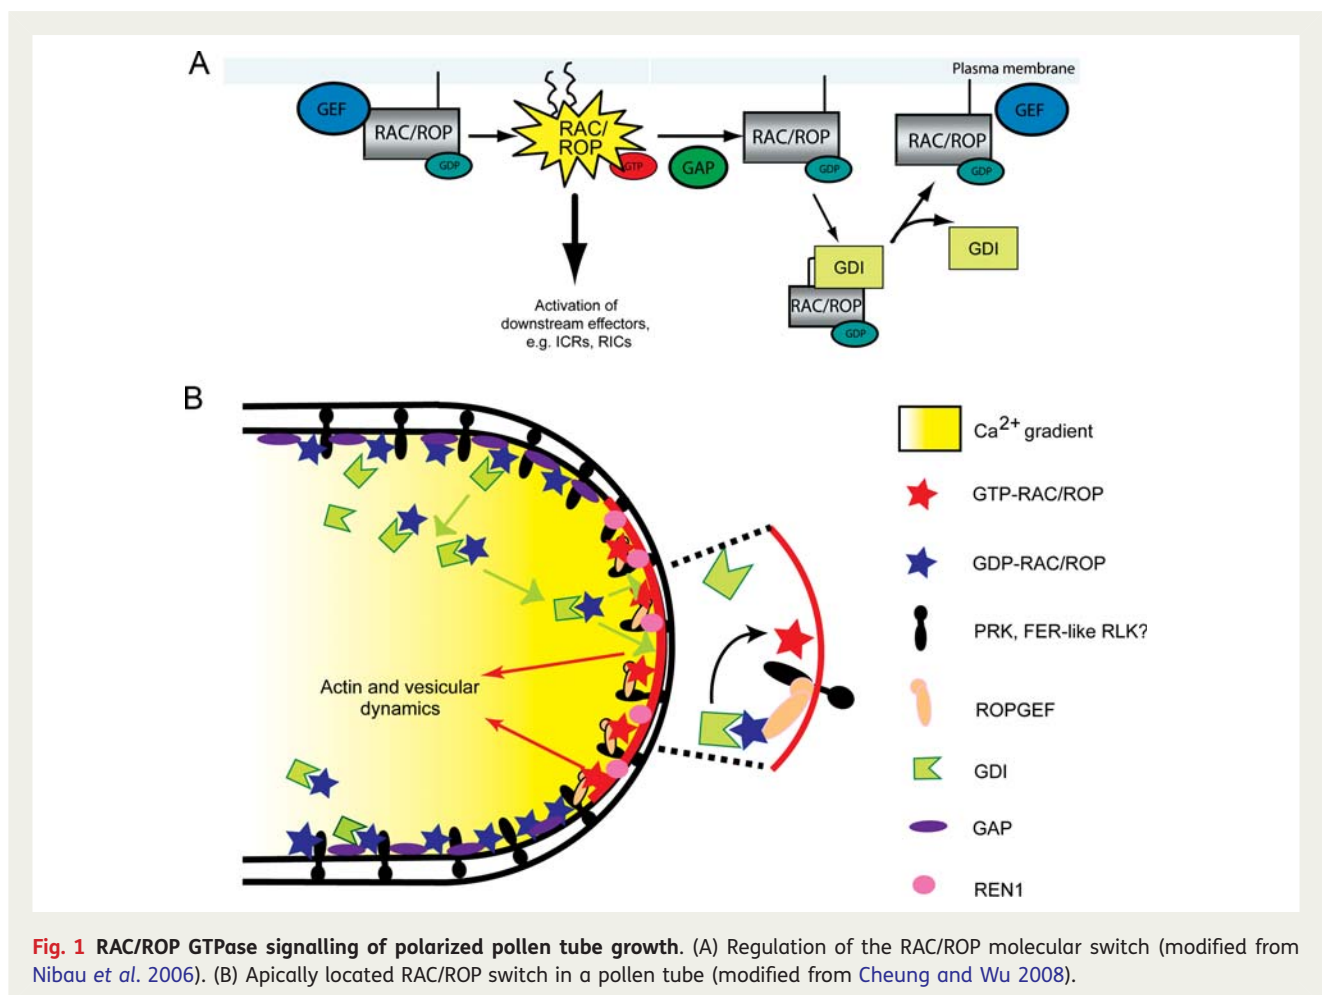 A
Plasma membrane
GEF
RAC/ROP
GDP
RAC/
ROP
GTP
GAP
RAC/ROP
GDP
RAC/ROP
GDP
GEF
GDI
RAC/ROP
GDP
GDI
Activation of
downstream effectors,
e.g. ICRs, RICs
B
Actin and vesicular
dynamics
Ca2+ gradient
GTP-RAC/ROP
GDP-RAC/ROP
PRK, FER-like RLK?
ROPGEF
GDI
GAP
REN1
Fig. 1 RAC/ROP GTPase signalling of polarized pollen tube growth. (A) Regulation of the RAC/ROP molecular switch (modified from
Nibau et al. 2006). (B) Apically located RAC/ROP switch in a pollen tube (modified from Cheung and Wu 2008).